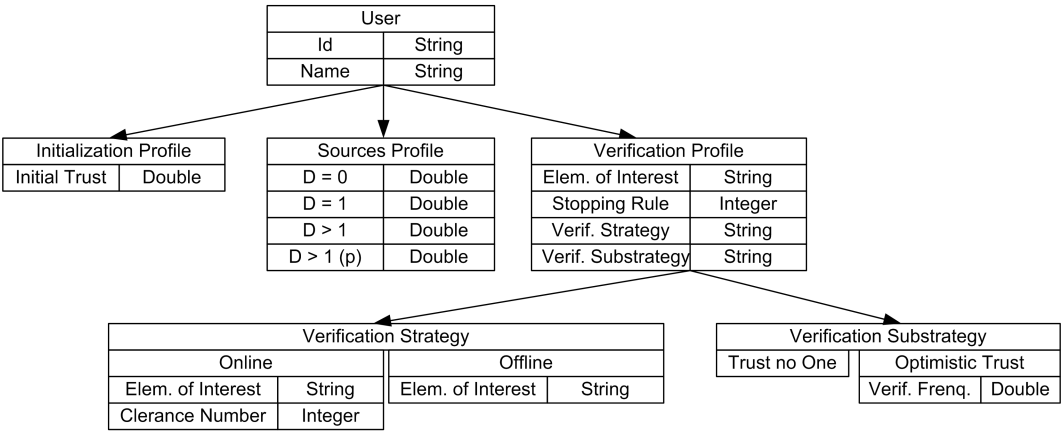 User
Id String
Name String
Initialization Profile
Initial Trust Double
Sources Profile
D = 0 Double
D = 1 Double
D > 1 Double
D > 1 (p) Double
Verification Profile
Elem. of Interest String
Stopping Rule Integer
Verif. Strategy String
Verif. Substrategy String
Verification Strategy
Online
Elem. of Interest String
Clerance Number Integer
Offline
Elem. of Interest String
Verification Substrategy
Trust no One
Optimistic Trust
Verif. Frenq. Double